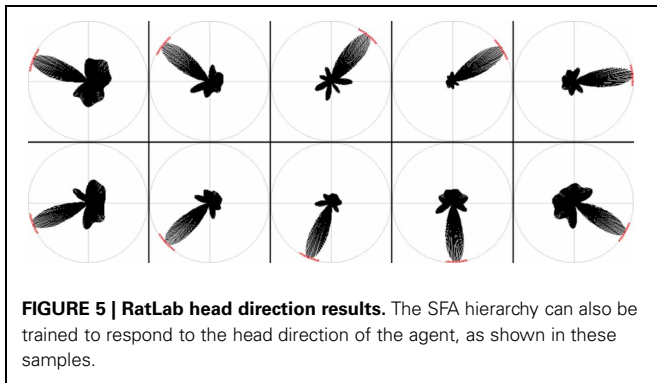 FIGURE 5 | RatLab head direction results. The SFA hierarchy can also be
trained to respond to the head direction of the agent, as shown in these
samples.